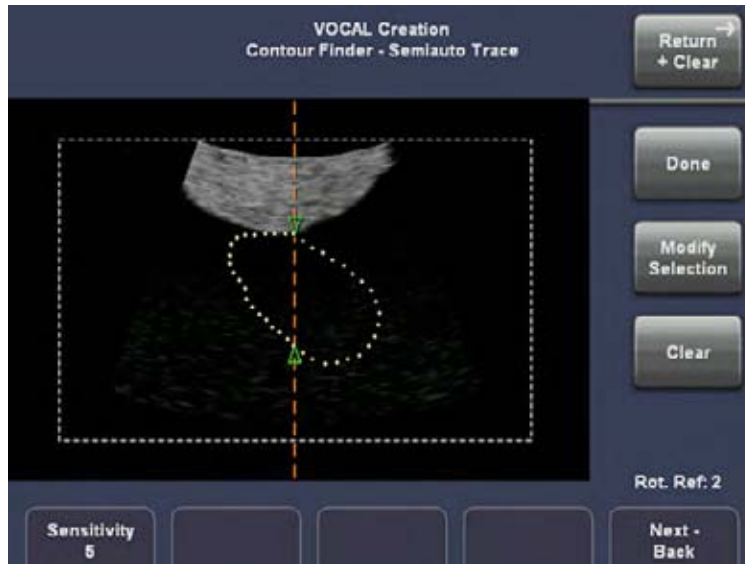 VOCAL Creation
Contour Finder - Semiauto Trace
Return
+ Clear
Done
Modify
Selection
Clear
Rot. Ref: 2
Sensitivity
5
Next -
Back